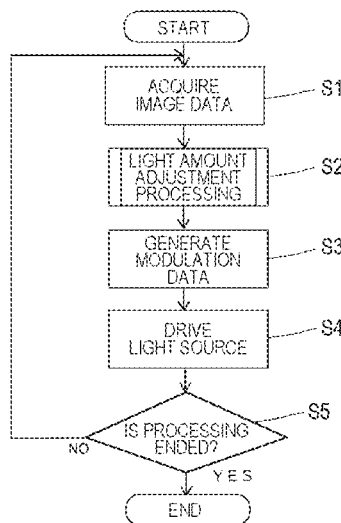 START
ACQUIRE
IMAGE DATA
S1
LIGHT AMOUNT
ADJUSTMENT
PROCESSING
S2
GENERATE
MODULATION
DATA
S3
DRIVE
LIGHT SOURCE
S4
IS PROCESSING
ENDED?
S5
NO
YES
END